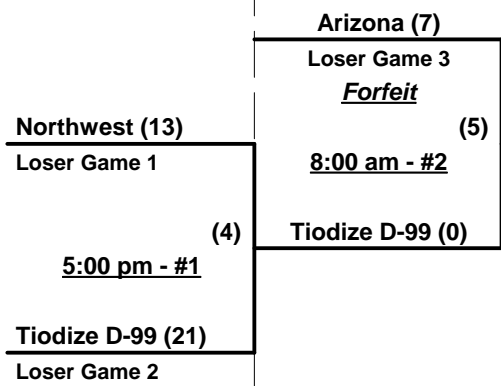 Arizona (7)
Loser Game 3
Forfeit
Northwest (13)
(5)
Loser Game 1
8:00 am - #2
(4)
Tiodize D-99 (0)
5:00 pm - #1
Tiodize D-99 (21)
Loser Game 2